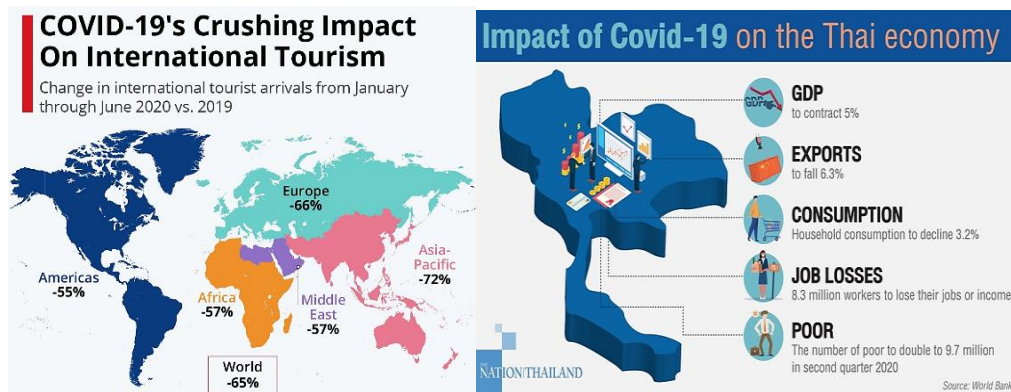 COVID-19's Crushing Impact
On International Tourism
Change in international tourist arrivals from January
through June 2020 vs. 2019
Europe
-66%
Americas
-55%
Africa
-57%
Middle
East
-57%
Asia-
Pacific
-72%
World
-65%
Impact of Covid-19 on the Thai economy
GDP
GDP
to contract 5%
EXPORTS
to fall 6.3%
CONSUMPTION
Household consumption to decline 3.2%
JOB LOSSES
8.3 million workers to lose their jobs or income
POOR
The number of poor to double to 9.7 million
in second quarter 2020
THE
NATION THAILAND
Source: World Bank